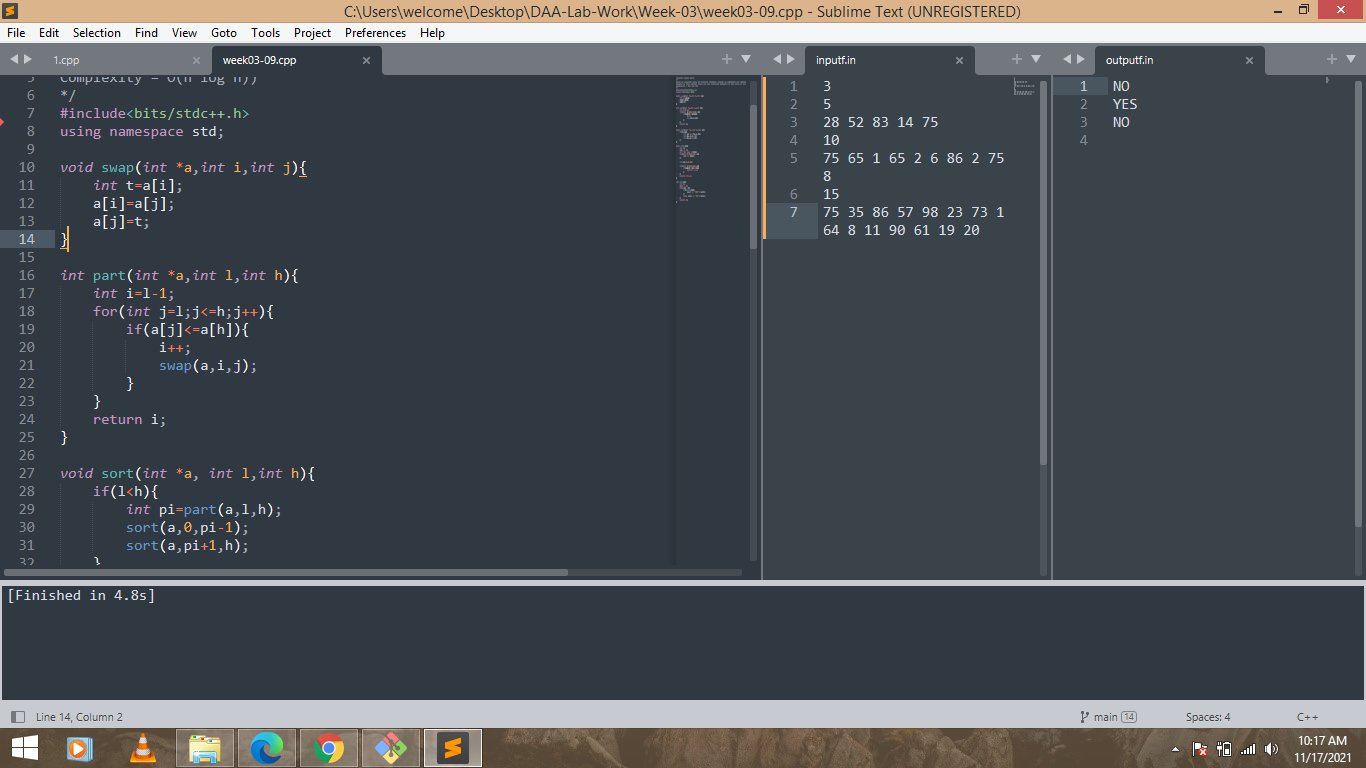 C:\Users\welcome\Desktop\DAA-Lab-Work\Week-03\week03-09.cpp - Sublime Text (UNREGISTERED)
File Edit Selection Find View Goto Tools Project Preferences Help
1.cpp week03-09.cpp
5 Complexity = O(n log n))
6 */
7 #include<bits/stdc++.h>
8 using namespace std;
9
10 void swap(int *a,int i,int j){
11 int t=a[i];
12 a[i]=a[j];
13 a[j]=t;
14 }
15
16 int part(int *a,int l,int h){
17 int i=l-1;
18 for(int j=l;j<=h;j++){
19 if(a[j]<=a[h]){
20 i++;
21 swap(a,i,j);
22 }
23 }
24 return i;
25 }
26
27 void sort(int *a, int l,int h){
28 if(l<h){
29 int pi=part(a,l,h);
30 sort(a,0,pi-1);
31 sort(a,pi+1,h);
32 }
inputf.in
1 3
2 5
3 28 52 83 14 75
4 10
5 75 65 1 65 2 6 86 2 75
8
6 15
7 75 35 86 57 98 23 73 1
64 8 11 90 61 19 20
outputf.in
1 NO
2 YES
3 NO
4
[Finished in 4.8s]
Line 14, Column 2 main 14 Spaces: 4 C++
10:17 AM
11/17/2021